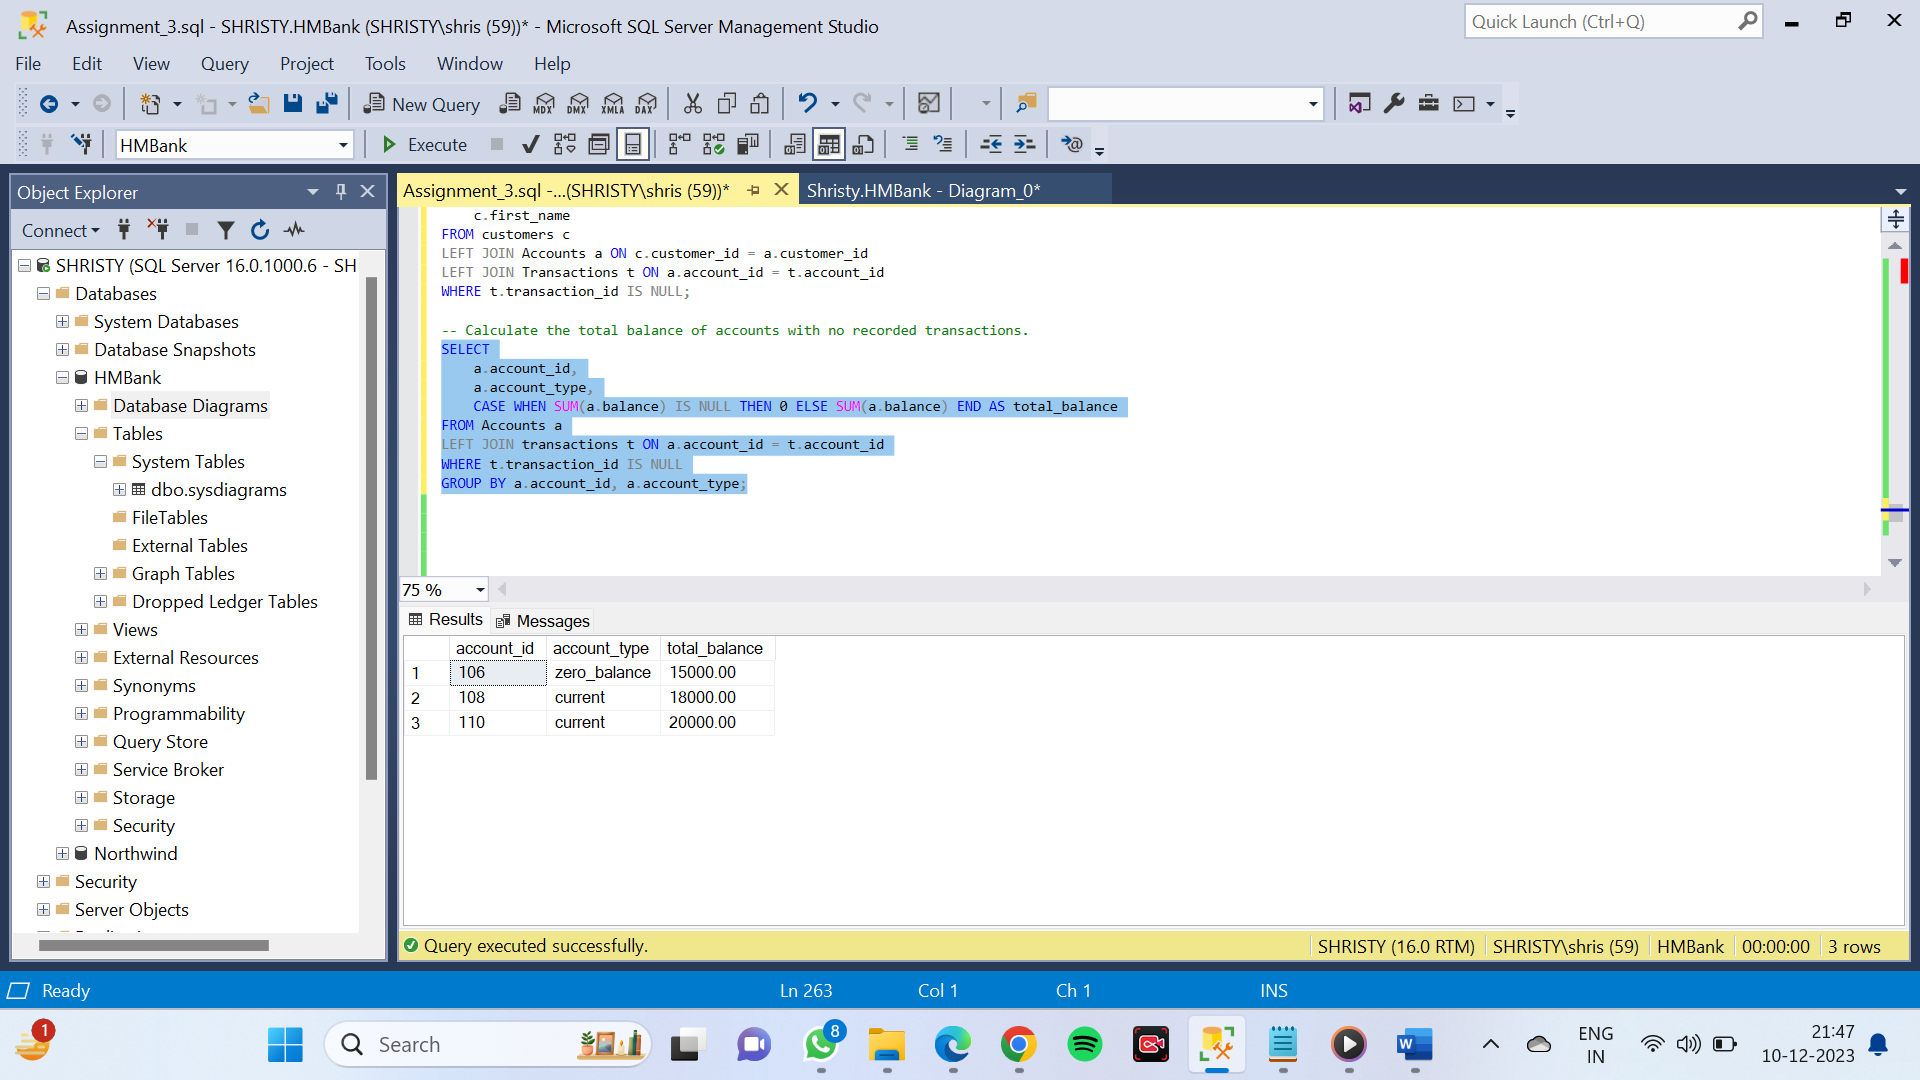 Assignment_3.sql - SHRISTY.HMBank (SHRISTY\shris (59))* - Microsoft SQL Server Management Studio
Quick Launch (Ctrl+Q)
File Edit View Query Project Tools Window Help
New Query MDX DMX XMLA DAX
HMBank Execute
Object Explorer
Connect
SHRISTY (SQL Server 16.0.1000.6 - SH
Databases
System Databases
Database Snapshots
HMBank
Database Diagrams
Tables
System Tables
dbo.sysdiagrams
FileTables
External Tables
Graph Tables
Dropped Ledger Tables
Views
External Resources
Synonyms
Programmability
Query Store
Service Broker
Storage
Security
Northwind
Security
Server Objects
Assignment_3.sql -...(SHRISTY\shris (59))* Shristy.HMBank - Diagram_0*
c.first_name
FROM customers c
LEFT JOIN Accounts a ON c.customer_id = a.customer_id
LEFT JOIN Transactions t ON a.account_id = t.account_id
WHERE t.transaction_id IS NULL;
-- Calculate the total balance of accounts with no recorded transactions.
SELECT
a.account_id,
a.account_type,
CASE WHEN SUM(a.balance) IS NULL THEN 0 ELSE SUM(a.balance) END AS total_balance
FROM Accounts a
LEFT JOIN transactions t ON a.account_id = t.account_id
WHERE t.transaction_id IS NULL
GROUP BY a.account_id, a.account_type;
75 %
Results Messages
account_id account_type total_balance
1 106 zero_balance 15000.00
2 108 current 18000.00
3 110 current 20000.00
Query executed successfully. SHRISTY (16.0 RTM) SHRISTY\shris (59) HMBank 00:00:00 3 rows
Ready Ln 263 Col 1 Ch 1 INS
1
Search
8
ENG
IN
21:47
10-12-2023